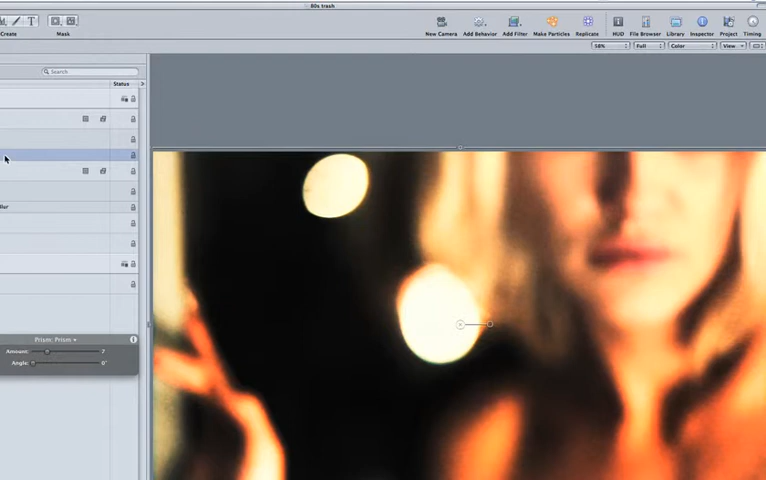 80s trash
T
Create
Mask
New Camera Add Behavior Add Filter Make Particles Replicate HUD File Browser Library Inspector Project Timing
58% Full Color View
Search
Status
Prism: Prism
Amount: 7
Angle: 0°